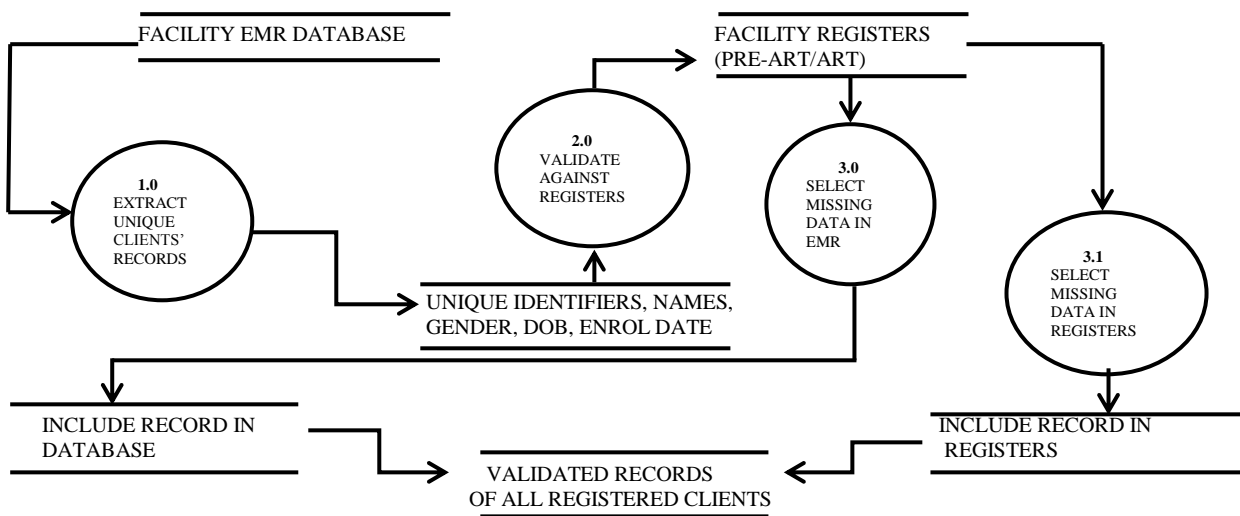 FACILITY EMR DATABASE
FACILITY REGISTERS
(PRE-ART/ART)
1.0
EXTRACT
UNIQUE
CLIENTS’
RECORDS
2.0
VALIDATE
AGAINST
REGISTERS
3.0
SELECT
MISSING
DATA IN
EMR
3.1
SELECT
MISSING
DATA IN
REGISTERS
UNIQUE IDENTIFIERS, NAMES,
GENDER, DOB, ENROL DATE
INCLUDE RECORD IN
DATABASE
INCLUDE RECORD IN
REGISTERS
VALIDATED RECORDS
OF ALL REGISTERED CLIENTS